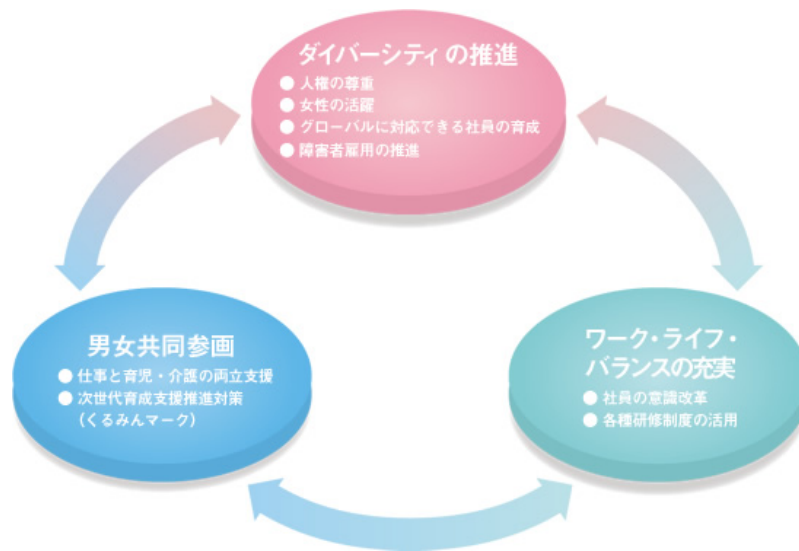 ダイバーシティの推進
● 人権の尊重
● 女性の活躍
● グローバルに対応できる社員の育成
● 障害者雇用の推進
男女共同参画
● 仕事と育児・介護の両立支援
● 次世代育成支援推進対策
（くるみんマーク）
ワーク・ライフ・
バランスの充実
● 社員の意識改革
● 各種研修制度の活用